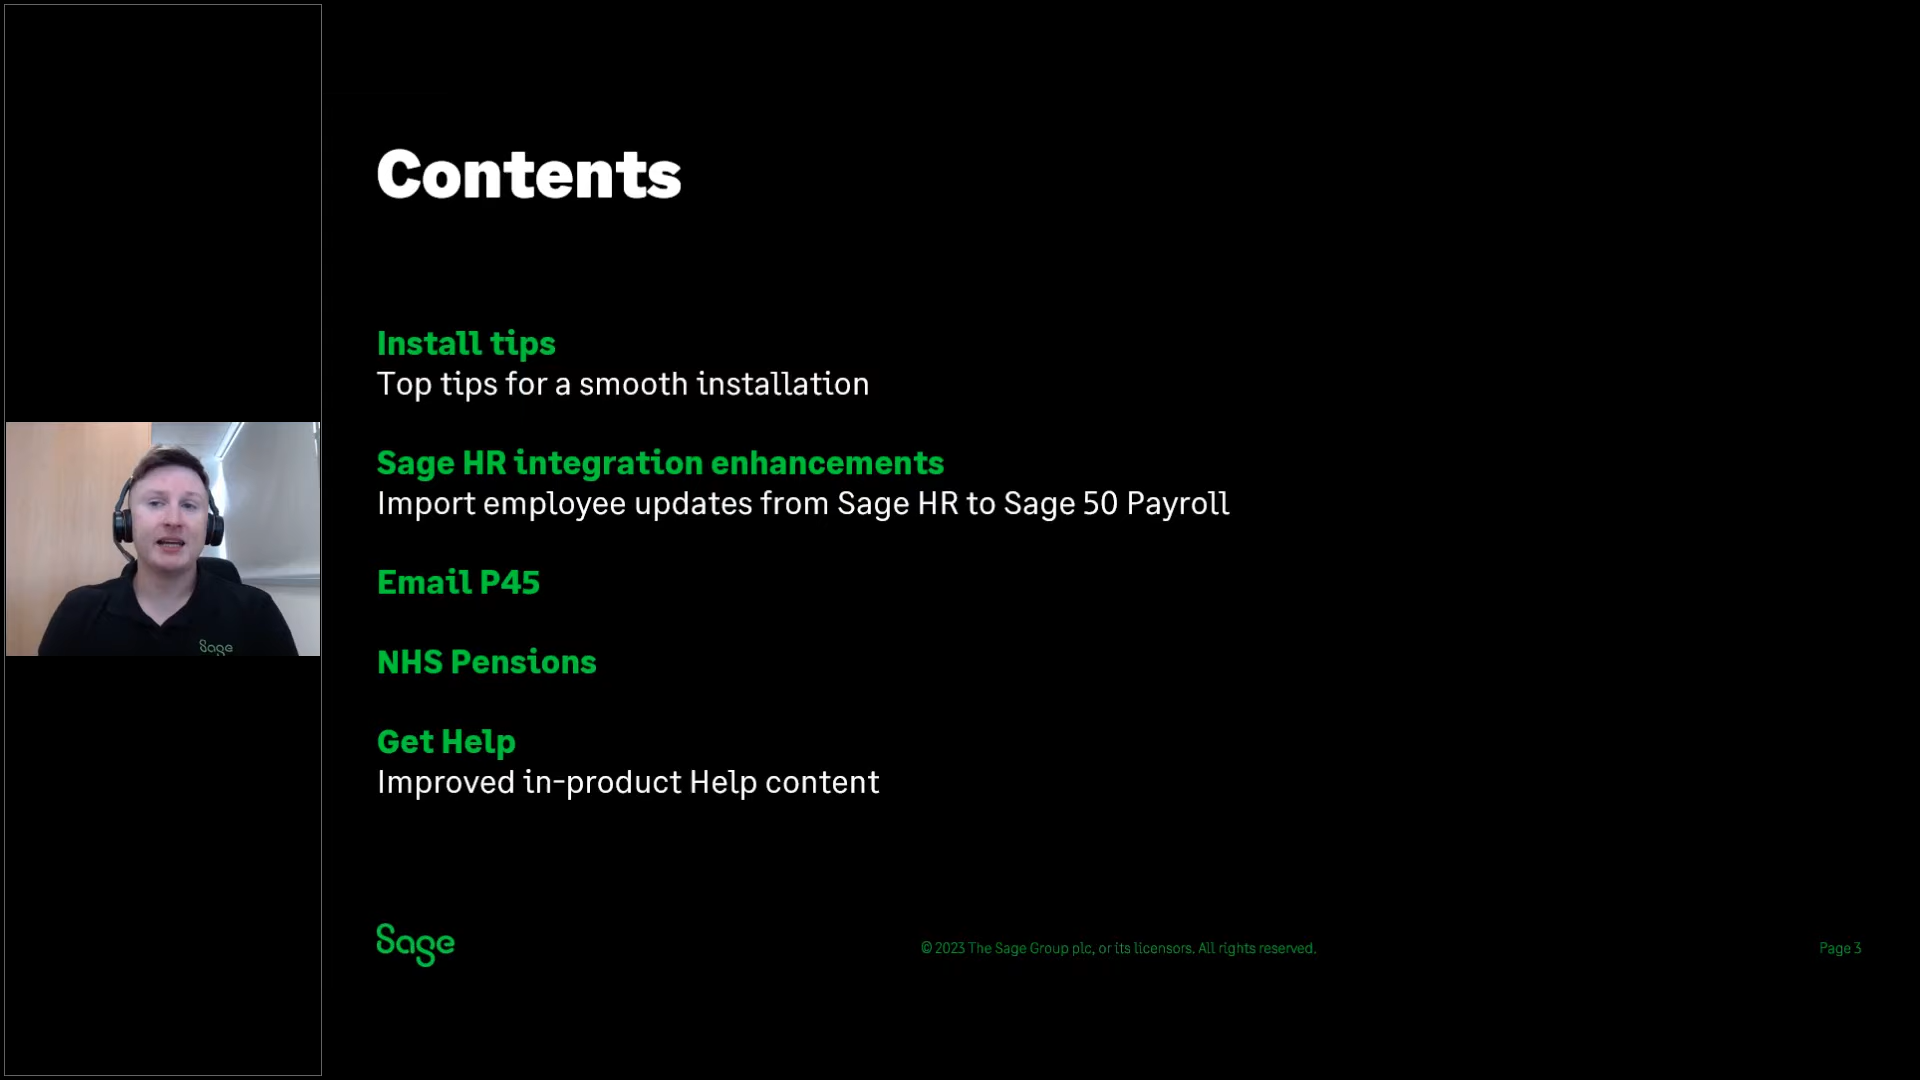 Contents
Install tips
Top tips for a smooth installation
Sage HR integration enhancements
Import employee updates from Sage HR to Sage 50 Payroll
Email P45
NHS Pensions
Get Help
Improved in-product Help content
Sage
Sage
© 2023 The Sage Group plc, or its licensors. All rights reserved.
Page 3